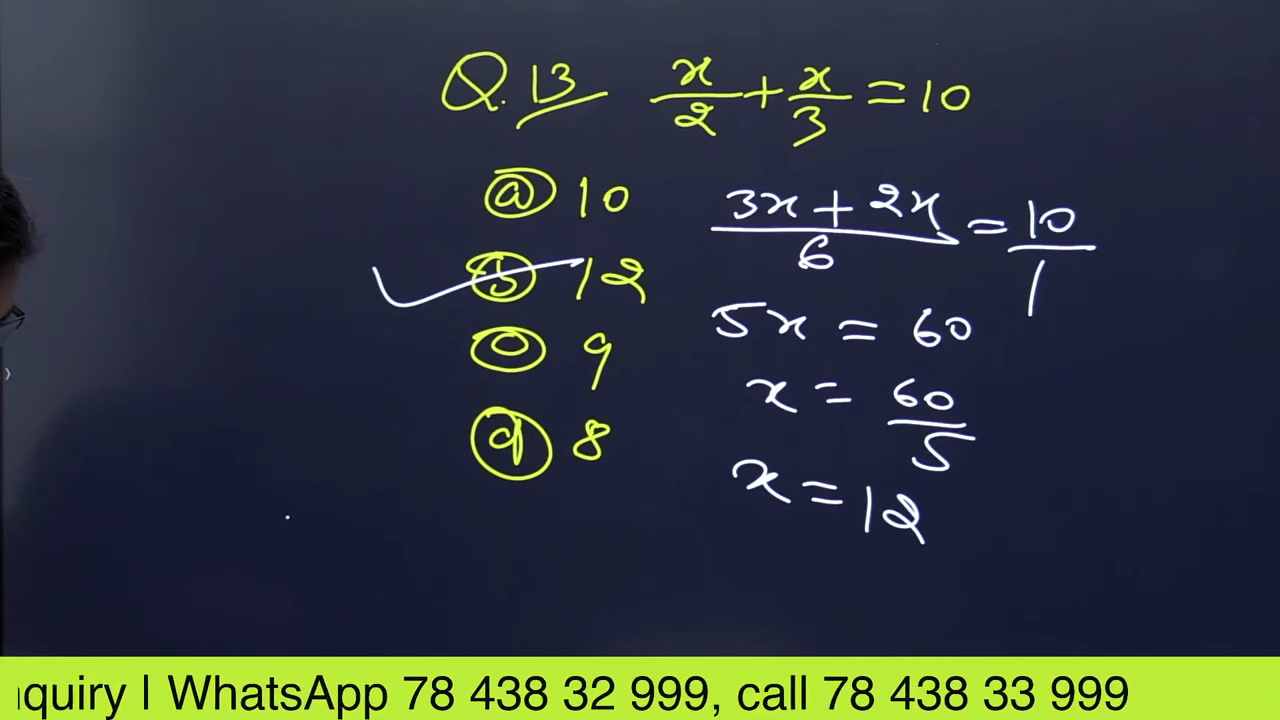 Q.13 x/2 + x/3 = 10
ⓐ 10
ⓑ 12
ⓒ 9
ⓓ 8
3x + 2x/6 = 10/1
5x = 60
x = 60/5
x = 12
nquiry I WhatsApp 78 438 32 999, call 78 438 33 999